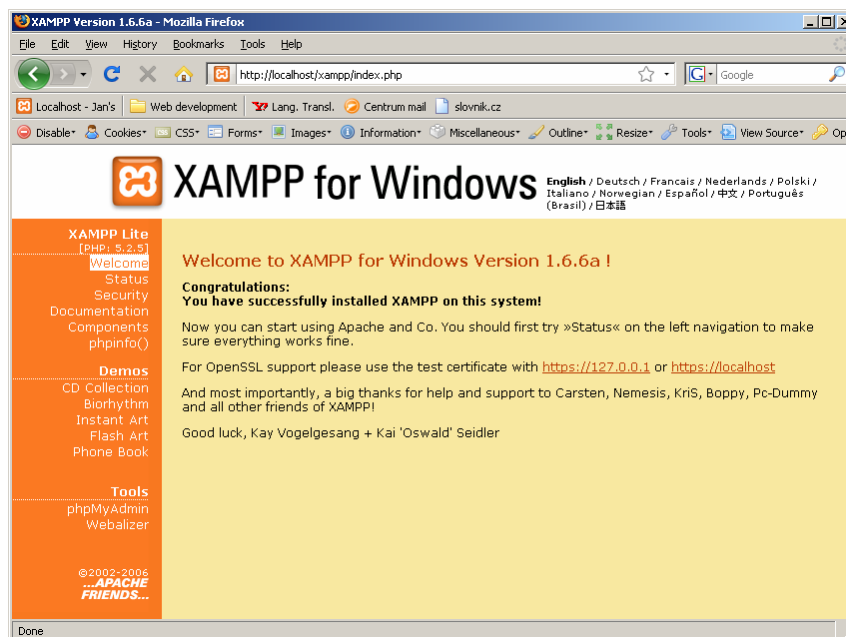 XAMPP Version 1.6.6a - Mozilla Firefox
File Edit View History Bookmarks Tools Help
http://localhost/xampp/index.php Google
Localhost - Jan's Web development Lang. Transl. Centrum mail slovnik.cz
Disable Cookies CSS Forms Images Information Miscellaneous Outline Resize Tools View Source
XAMPP for Windows
English / Deutsch / Francais / Nederlands / Polski /
Italiano / Norwegian / Español / 中文 / Português
(Brasil) / 日本語
XAMPP Lite
[PHP: 5.2.5]
Welcome
Status
Security
Documentation
Components
phpinfo()
Demos
CD Collection
Biorhythm
Instant Art
Flash Art
Phone Book
Tools
phpMyAdmin
Webalizer
©2002-2006
...APACHE
FRIENDS...
Welcome to XAMPP for Windows Version 1.6.6a !
Congratulations:
You have successfully installed XAMPP on this system!
Now you can start using Apache and Co. You should first try »Status« on the left navigation to make
sure everything works fine.
For OpenSSL support please use the test certificate with https://127.0.0.1 or https://localhost
And most importantly, a big thanks for help and support to Carsten, Nemesis, KriS, Boppy, Pc-Dummy
and all other friends of XAMPP!
Good luck, Kay Vogelgesang + Kai 'Oswald' Seidler
Done